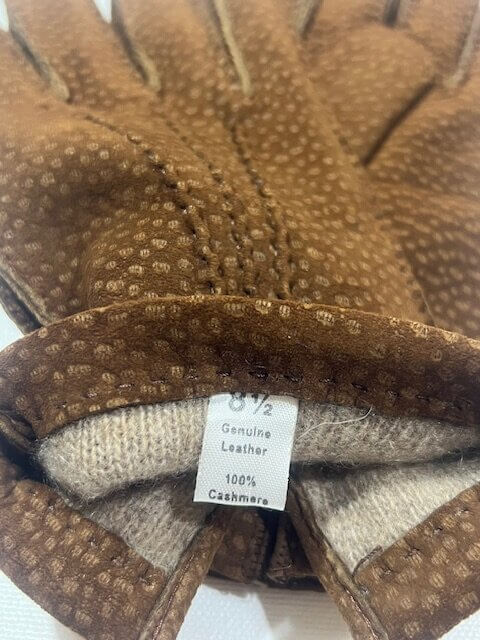 8½
Genuine
Leather
100%
Cashmere